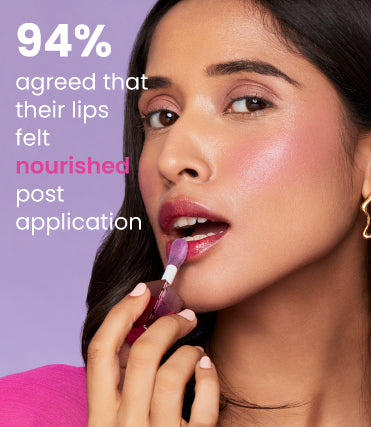 94%
agreed that
their lips
felt
nourished
post
application